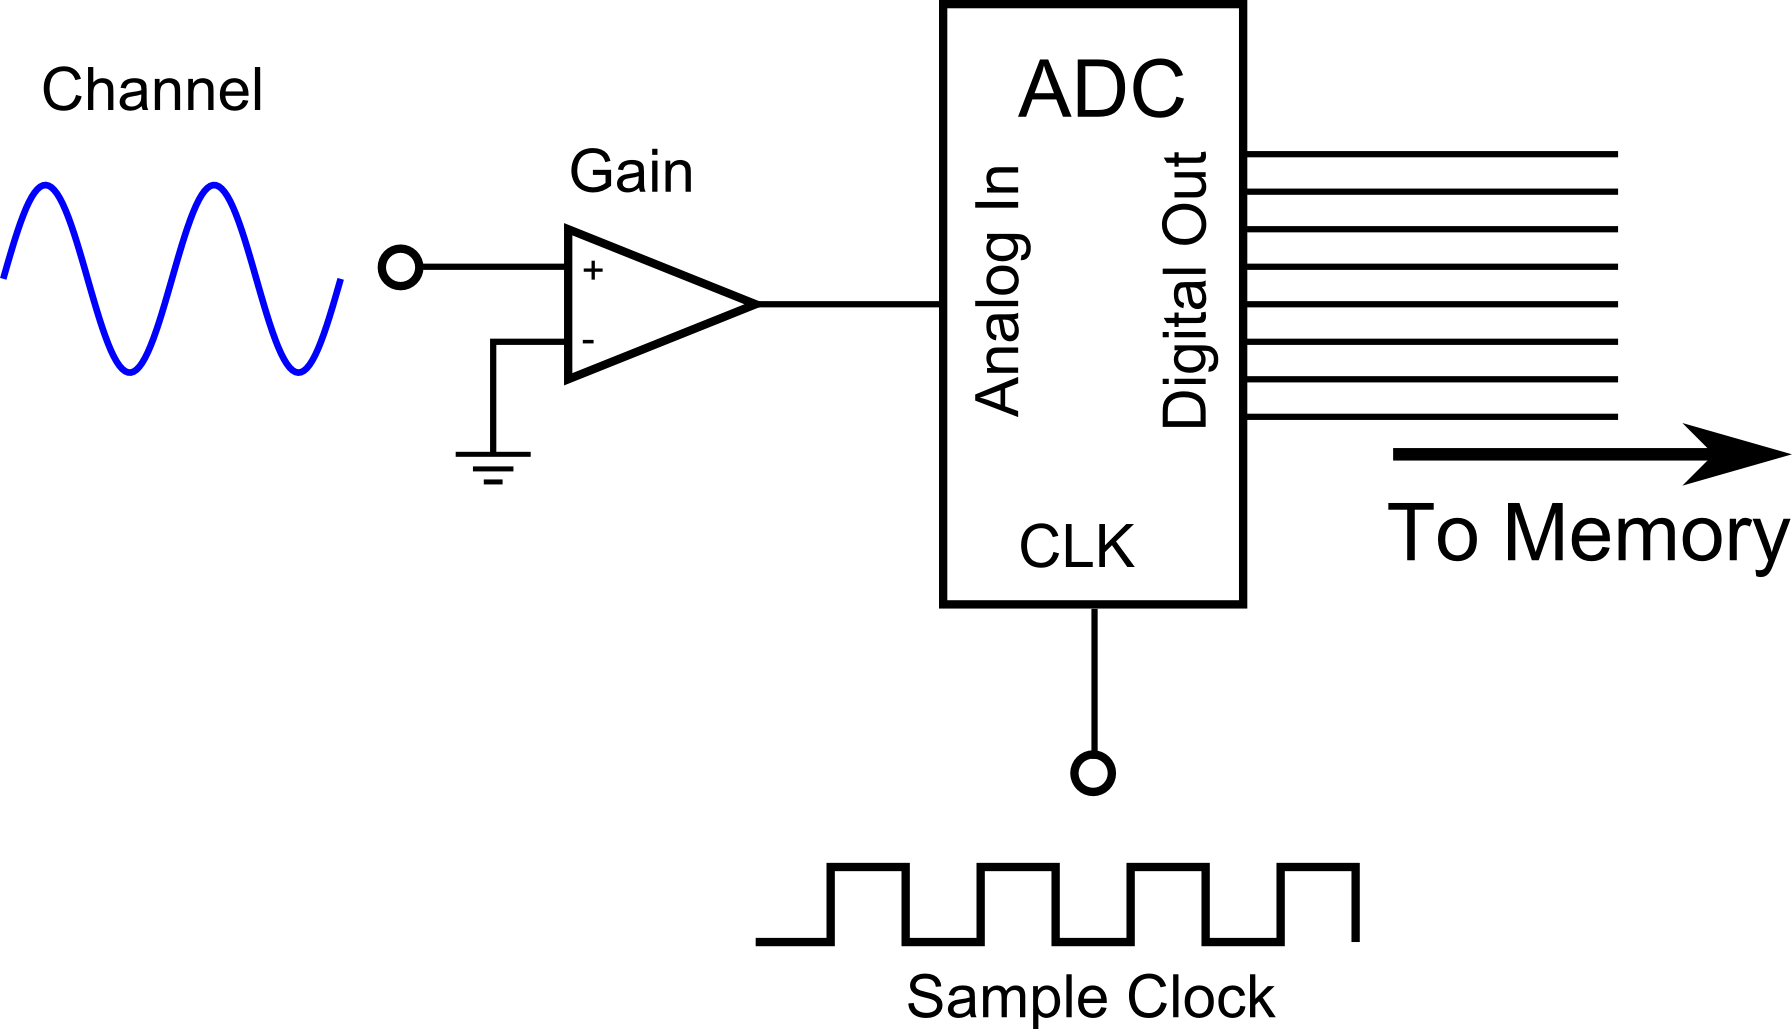 Channel
Gain
+
-
ADC
Analog In
Digital Out
CLK
To Memory
Sample Clock